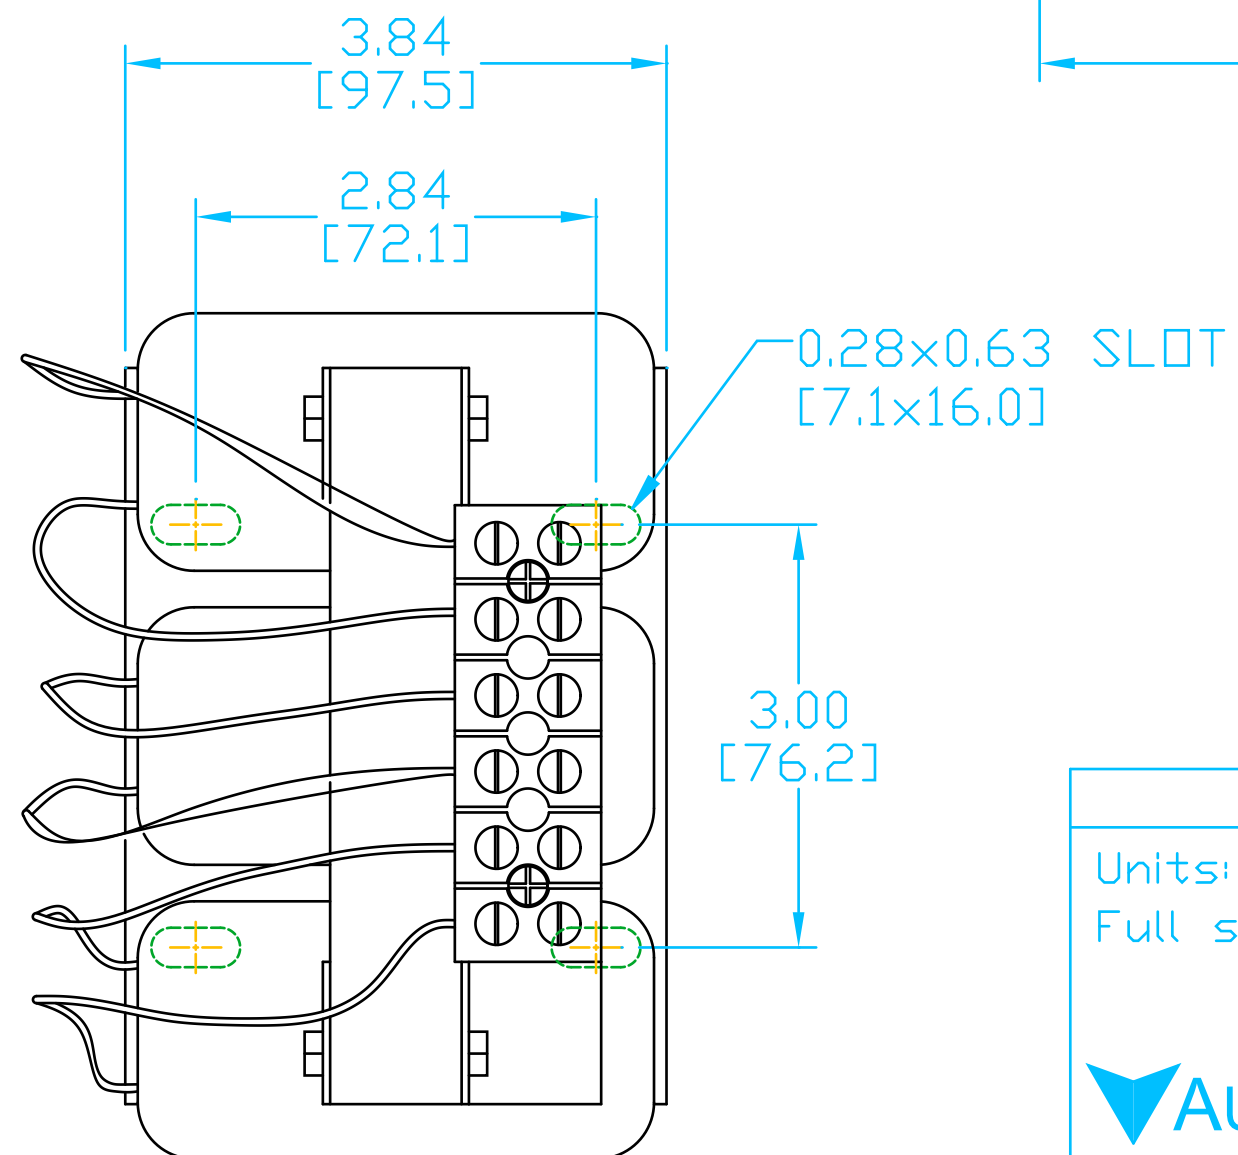 3.84
[97.5]
2.84
[72.1]
0.28x0.63 SLOT
[7.1x16.0]
3.00
[76.2]
Units:
Full s
Au